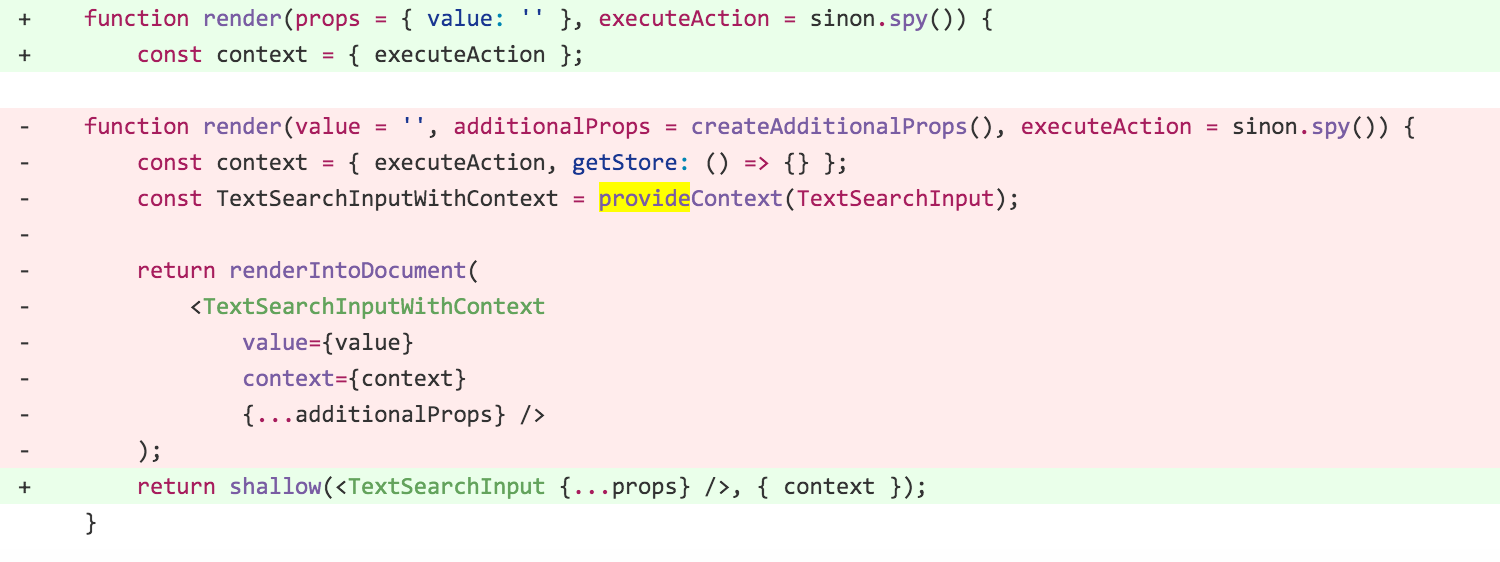 +    function render(props = { value: '' }, executeAction = sinon.spy()) {
+        const context = { executeAction };
-    function render(value = '', additionalProps = createAdditionalProps(), executeAction = sinon.spy()) {
-        const context = { executeAction, getStore: () => {} };
-        const TextSearchInputWithContext = provideContext(TextSearchInput);
-
-        return renderIntoDocument(
-            <TextSearchInputWithContext
-                value={value}
-                context={context}
-                {...additionalProps} />
-        );
+        return shallow(<TextSearchInput {...props} />, { context });
     }